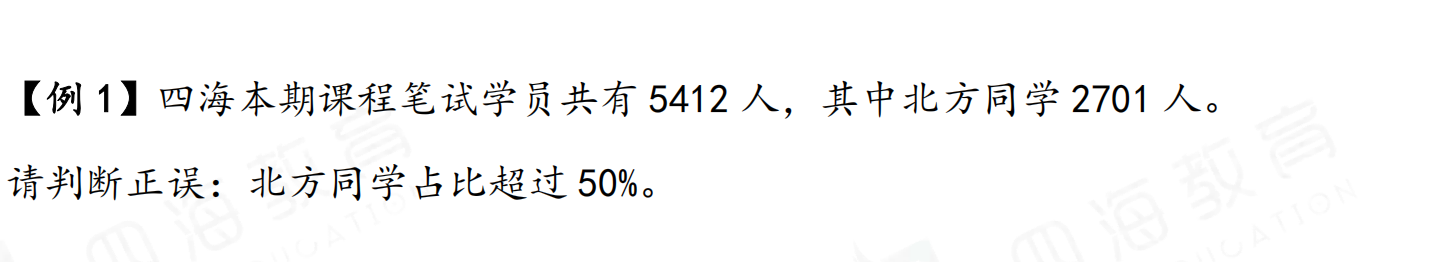 【例 1】四海本期课程笔试学员共有 5412 人，其中北方同学 2701 人。
请判断正误：北方同学占比超过 50%。
四海教育
四海教育